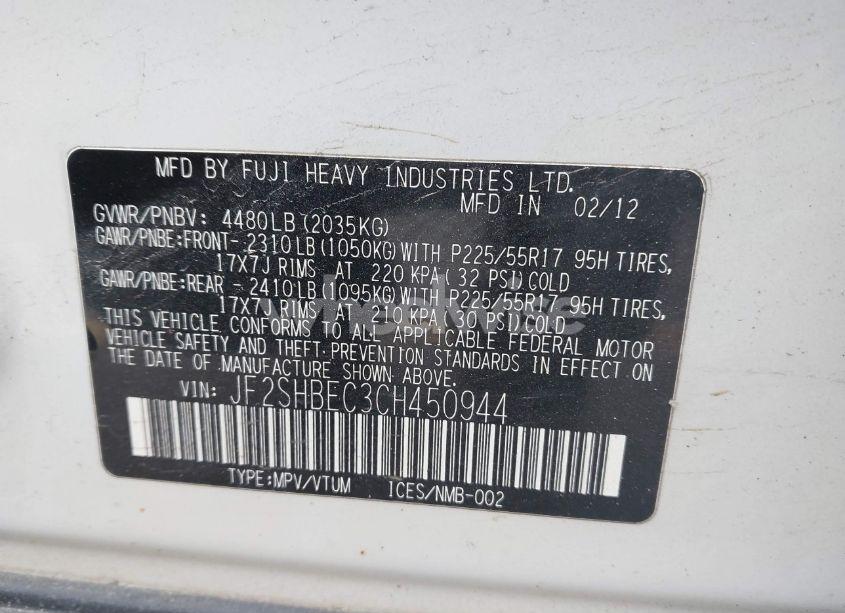 MFD BY FUJI HEAVY INDUSTRIES LTD.
MFD IN 02/12
GVWR/PNBV: 4480LB(2035KG)
GAWR/PNBE:FRONT- 2310LB(1050KG)WITH P225/55R17 95H TIRES,
17X7J RIMS AT 220 KPA(32 PSI)COLD
GAWR/PNBE:REAR - 2410LB(1095KG)WITH P225/55R17 95H TIRES,
17X7J RIMS AT 210 KPA(30 PSI)COLD
THIS VEHICLE CONFORMS TO ALL APPLICABLE FEDERAL MOTOR
VEHICLE SAFETY AND THEFT-PREVENTION STANDARDS IN EFFECT ON
THE DATE OF MANUFACTURE SHOWN ABOVE.
VIN: JF2SHBEC3CH450944
TYPE:MPV/VTUM ICES/NMB-002